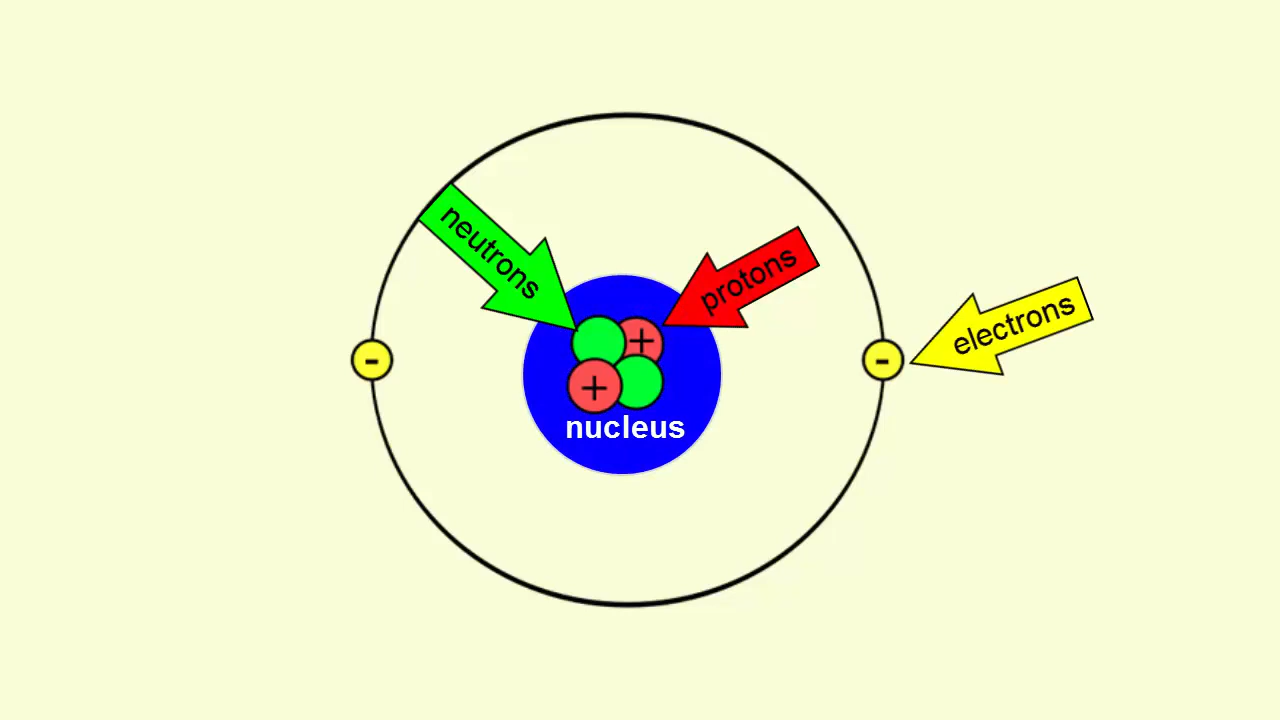 neutrons
protons
electrons
-
+
-
+
nucleus